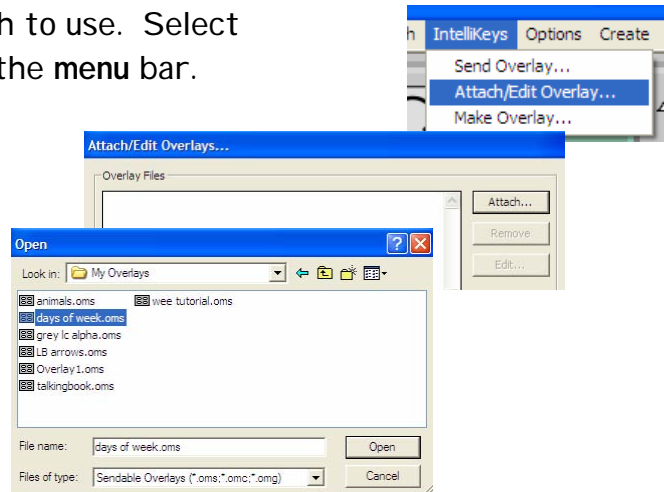 h to use. Select
the menu bar.
h IntelliKeys Options Create
Send Overlay...
Attach/Edit Overlay...
Make Overlay...
Attach/Edit Overlays...
Overlay Files
Attach...
Remove
Edit...
Open
Look in: My Overlays
animals.oms wee tutorial.oms
days of week.oms
grey lc alpha.oms
LB arrows.oms
Overlay1.oms
talkingbook.oms
File name: days of week.oms Open
Files of type: Sendable Overlays (*.oms;*.omc;*.omg) Cancel